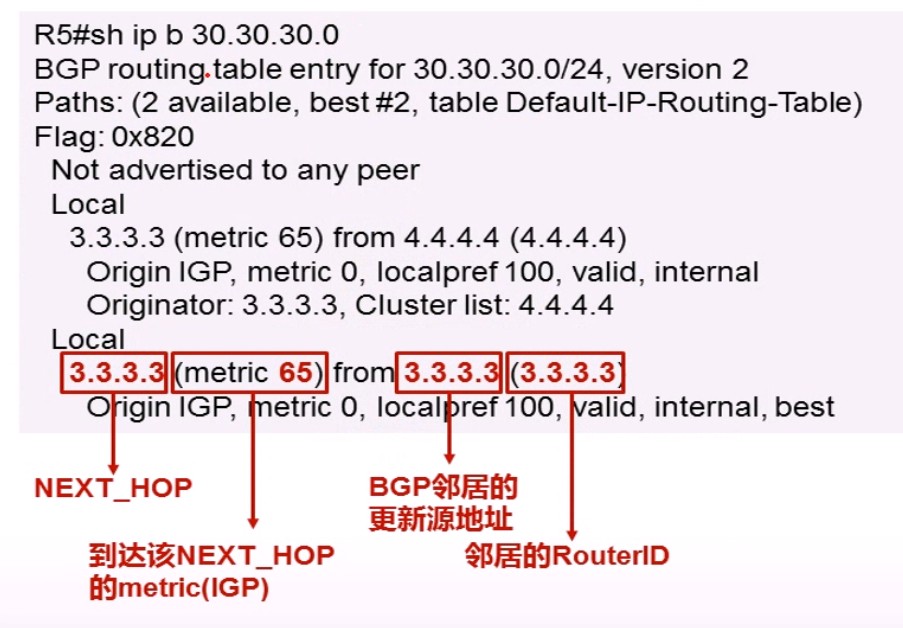 R5#sh ip b 30.30.30.0
BGP routing table entry for 30.30.30.0/24, version 2
Paths: (2 available, best #2, table Default-IP-Routing-Table)
Flag: 0x820
Not advertised to any peer
Local
3.3.3.3 (metric 65) from 4.4.4.4 (4.4.4.4)
Origin IGP, metric 0, localpref 100, valid, internal
Originator: 3.3.3.3, Cluster list: 4.4.4.4
Local
3.3.3.3 (metric 65) from 3.3.3.3 (3.3.3.3)
Origin IGP, metric 0, localpref 100, valid, internal, best
NEXT_HOP
BGP邻居的
更新源地址
到达该NEXT_HOP
的metric(IGP)
邻居的RouterID